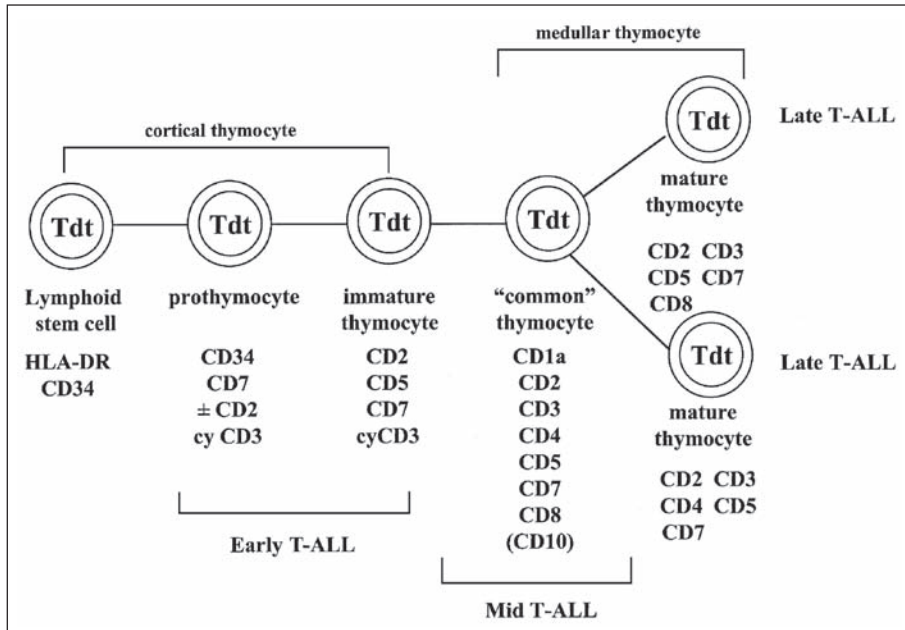 medullar thymocyte
Tdt
Late T-ALL
cortical thymocyte
mature
thymocyte
Tdt
Tdt
Tdt
Tdt
CD2 CD3
CD5 CD7
CD8
Lymphoid
stem cell
HLA-DR
CD34
prothymocyte
CD34
CD7
± CD2
cy CD3
immature
thymocyte
CD2
CD5
CD7
cyCD3
“common”
thymocyte
CD1a
CD2
CD3
CD4
CD5
CD7
CD8
(CD10)
Tdt
Late T-ALL
mature
thymocyte
CD2 CD3
CD4 CD5
CD7
Early T-ALL
Mid T-ALL